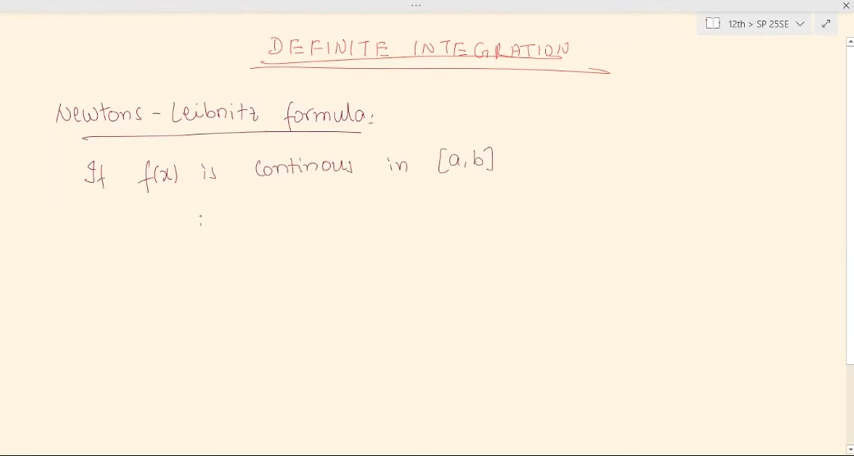 12th > SP 25SE
DEFINITE INTEGRATION
Newtons - Leibnitz formula:
If f(x) is continous in [a,b]